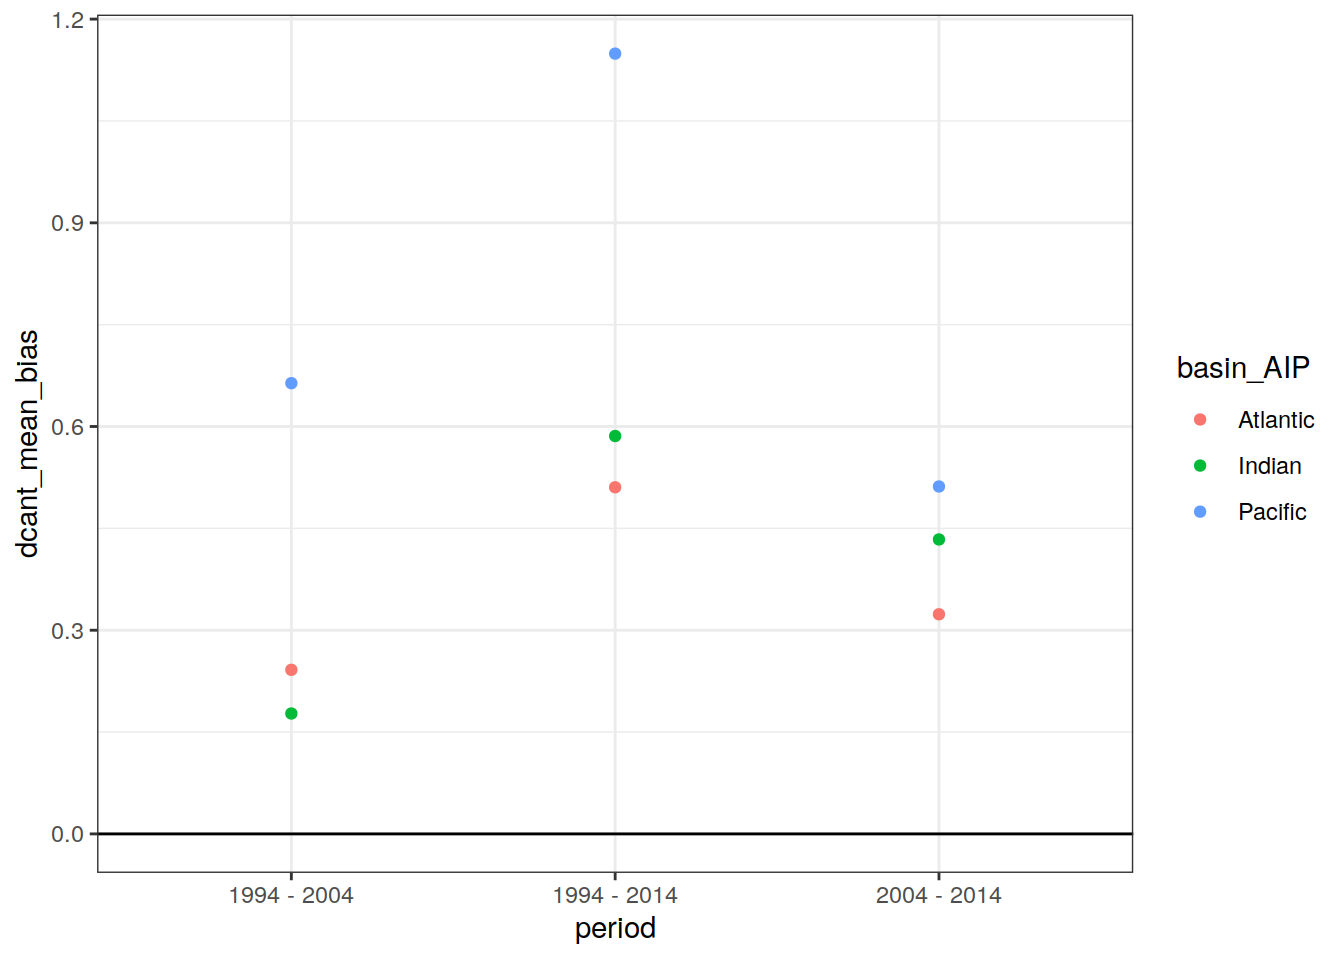 1.2
0.9
0.6
0.3
0.0
dcant_mean_bias
1994 - 2004
1994 - 2014
2004 - 2014
period
basin_AIP
Atlantic
Indian
Pacific